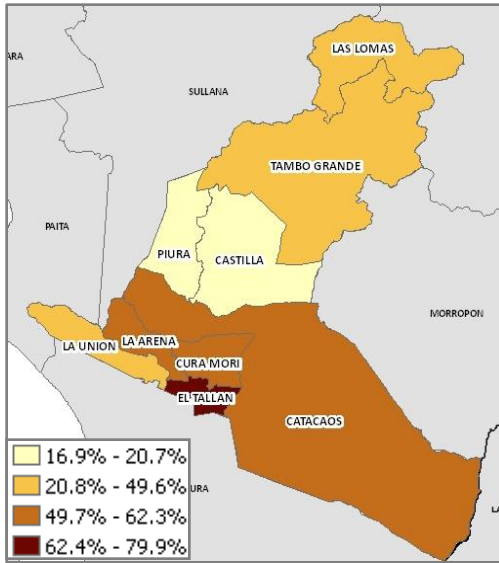 LAS LOMAS
ARA
SULLANA
TAMBO GRANDE
PAITA
PIURA
CASTILLA
MORROPON
LA ARENA
LA UNION
CURA MORI
EL TALLAN
CATACAOS
16.9% - 20.7%
20.8% - 49.6%
URA
49.7% - 62.3%
LA
62.4% - 79.9%